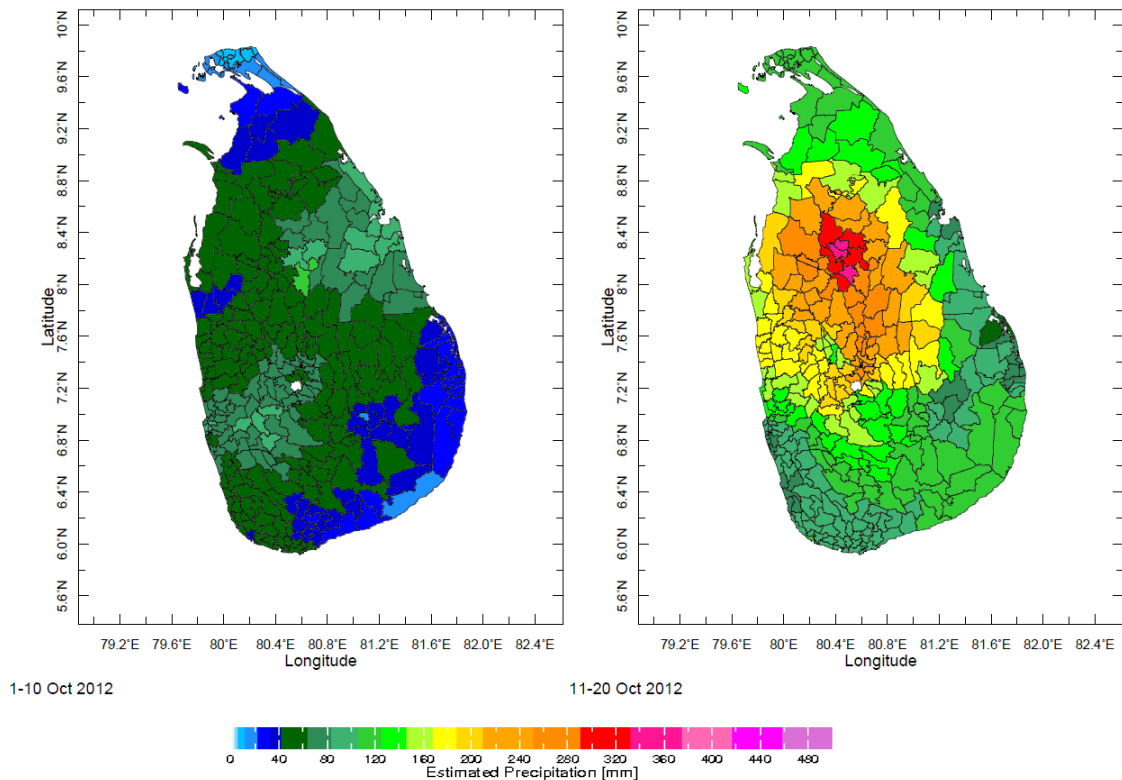 10°N
9.6°N
9.2°N
8.8°N
8.4°N
8°N
7.6°N
7.2°N
6.8°N
6.4°N
6.0°N
5.6°N
Latitude
79.2°E 79.6°E 80°E 80.4°E 80.8°E 81.2°E 81.6°E 82.0°E 82.4°E
Longitude
1-10 Oct 2012
10°N
9.6°N
9.2°N
8.8°N
8.4°N
8°N
7.6°N
7.2°N
6.8°N
6.4°N
6.0°N
5.6°N
Latitude
79.2°E 79.6°E 80°E 80.4°E 80.8°E 81.2°E 81.6°E 82.0°E 82.4°E
Longitude
11-20 Oct 2012
0 40 80 120 160 200 240 280 320 360 400 440 480
Estimated Precipitation [mm]